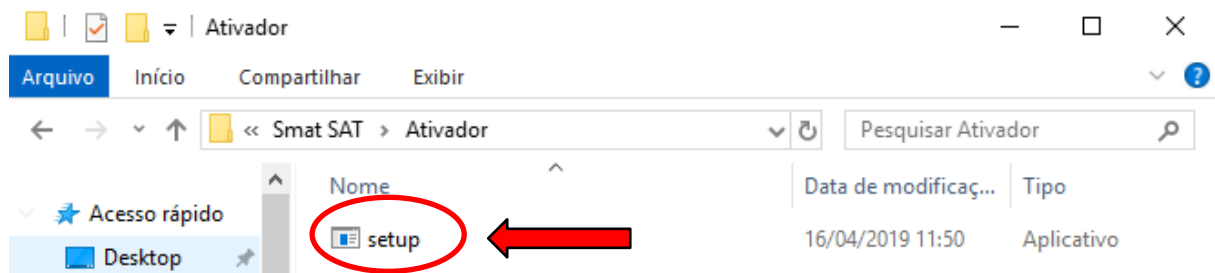 Ativador
Arquivo Início Compartilhar Exibir
« Smat SAT › Ativador Pesquisar Ativador
Nome Data de modificaç... Tipo
Acesso rápido
setup 16/04/2019 11:50 Aplicativo
Desktop